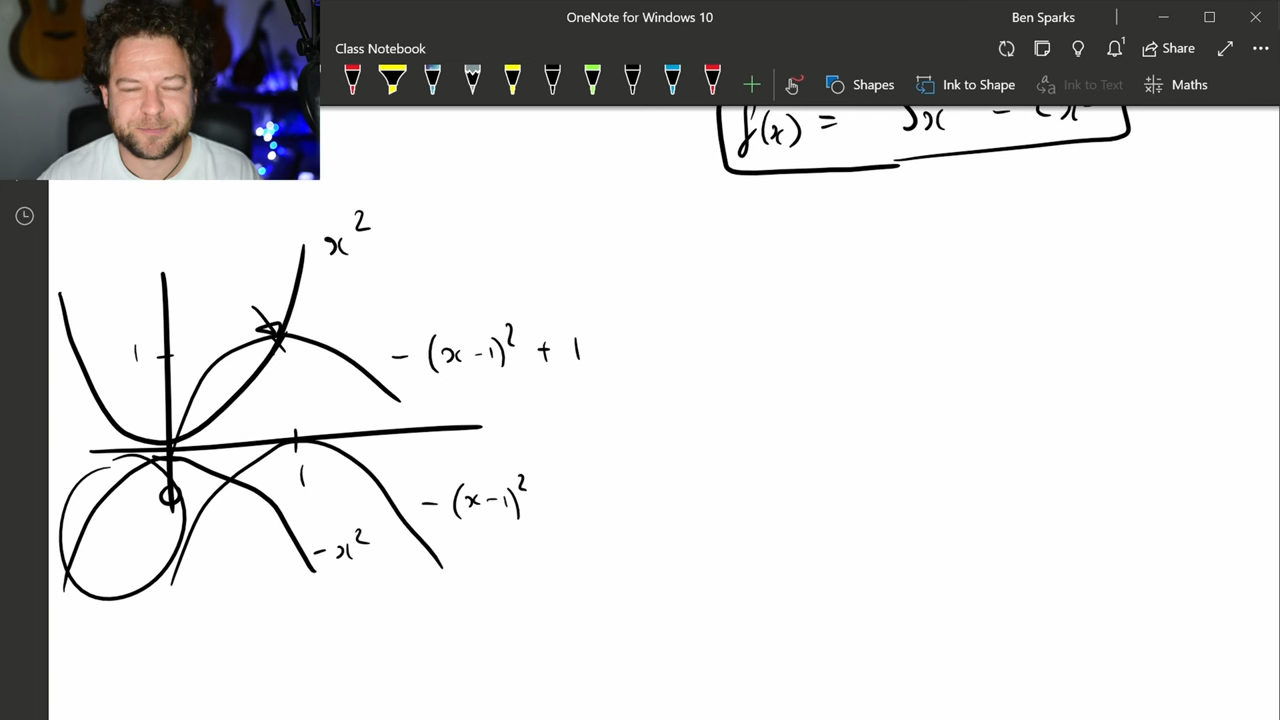 OneNote for Windows 10
Ben Sparks
Class Notebook
1
Share
Shapes
Ink to Shape
Ink to Text
Maths
f'(x) =
x²
1
- (x-1)² + 1
1
- (x-1)²
-x²